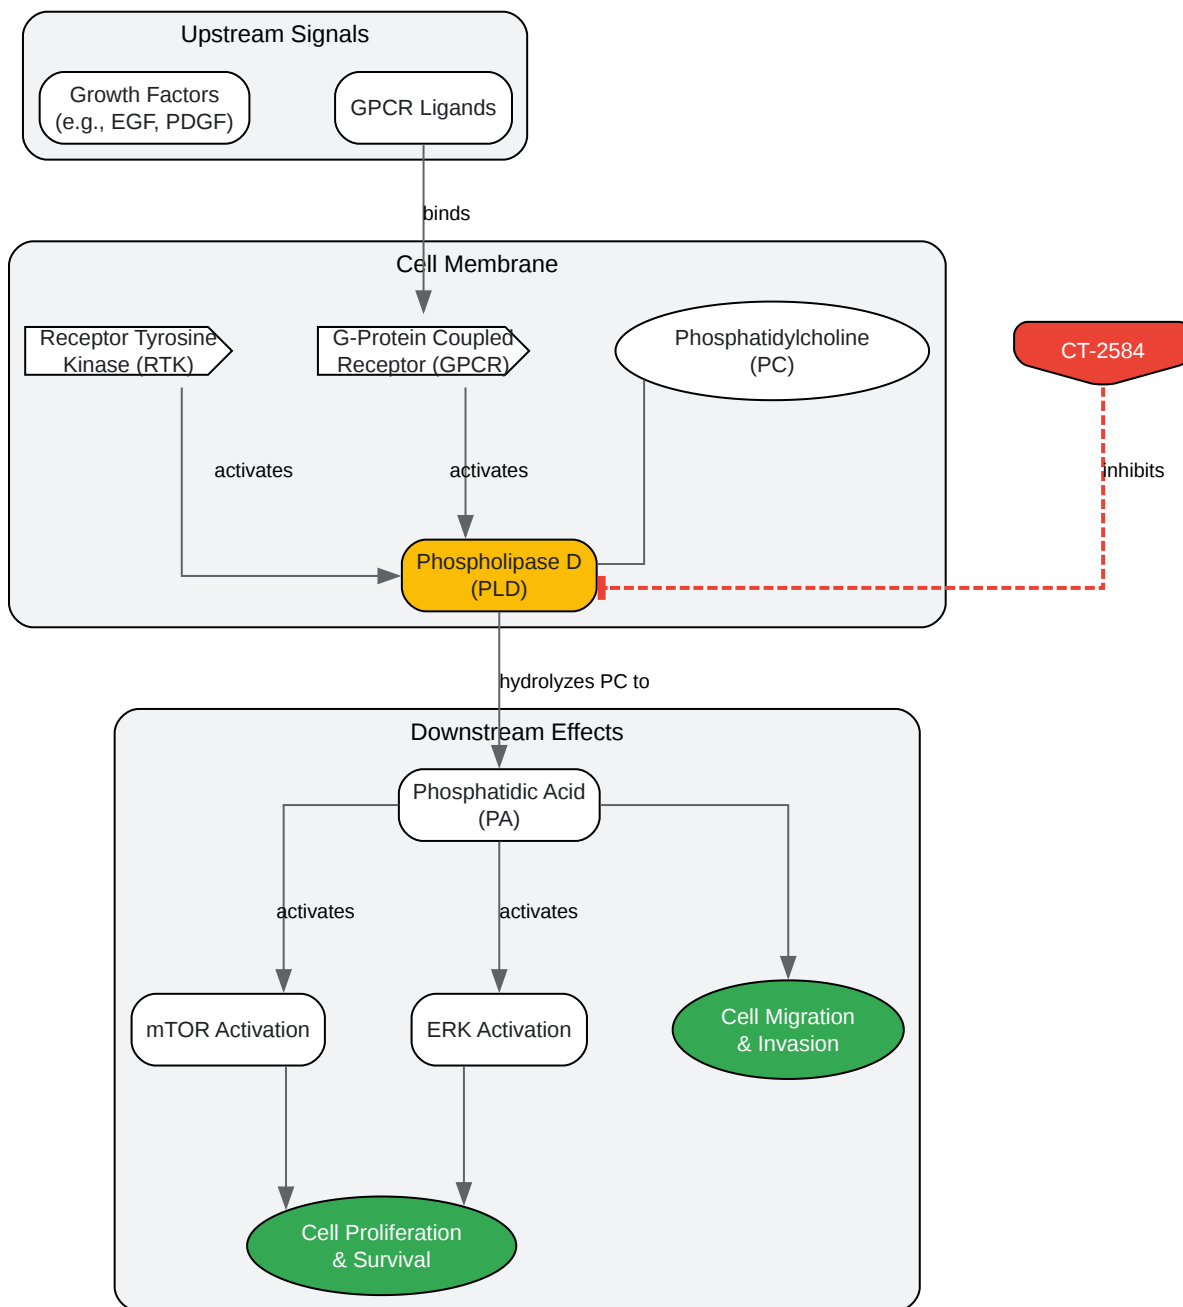 Upstream Signals
Growth Factors
(e.g., EGF, PDGF)
GPCR Ligands
binds
Cell Membrane
Receptor Tyrosine
Kinase (RTK)
G-Protein Coupled
Receptor (GPCR)
Phosphatidylcholine
(PC)
CT-2584
activates
activates
inhibits
Phospholipase D
(PLD)
hydrolyzes PC to
Downstream Effects
Phosphatidic Acid
(PA)
activates
activates
mTOR Activation
ERK Activation
Cell Migration
& Invasion
Cell Proliferation
& Survival